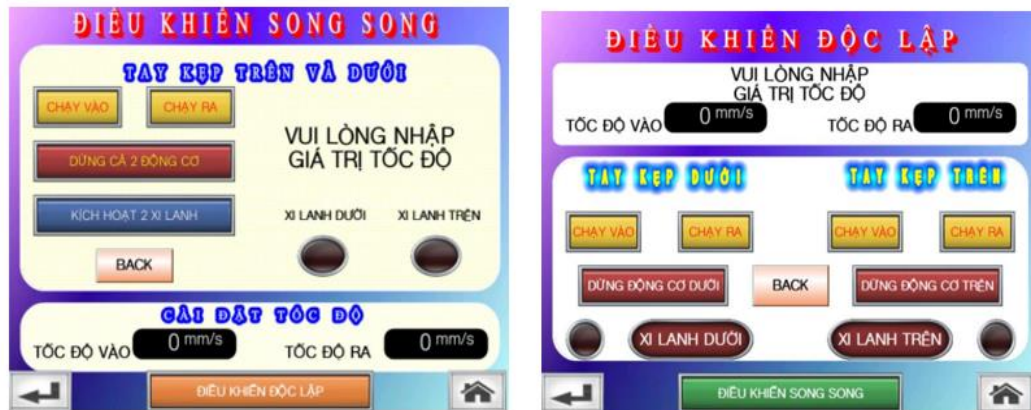 ĐIỀU KHIỂN SONG SONG
TAY KẸP TRÊN VÀ DƯỚI
CHẠY VÀO CHẠY RA
VUI LÒNG NHẬP
GIÁ TRỊ TỐC ĐỘ
DỪNG CẢ 2 ĐỘNG CƠ
KÍCH HOẠT 2 XI LANH
XI LANH DƯỚI XI LANH TRÊN
BACK
CÀI ĐẶT TỐC ĐỘ
TỐC ĐỘ VÀO 0 mm/s TỐC ĐỘ RA 0 mm/s
ĐIỀU KHIỂN ĐỘC LẬP
ĐIỀU KHIỂN ĐỘC LẬP
VUI LÒNG NHẬP
GIÁ TRỊ TỐC ĐỘ
TỐC ĐỘ VÀO 0 mm/s TỐC ĐỘ RA 0 mm/s
TAY KẸP DƯỚI TAY KẸP TRÊN
CHẠY VÀO CHẠY RA CHẠY VÀO CHẠY RA
DỪNG ĐỘNG CƠ DƯỚI BACK DỪNG ĐỘNG CƠ TRÊN
XI LANH DƯỚI XI LANH TRÊN
ĐIỀU KHIỂN SONG SONG